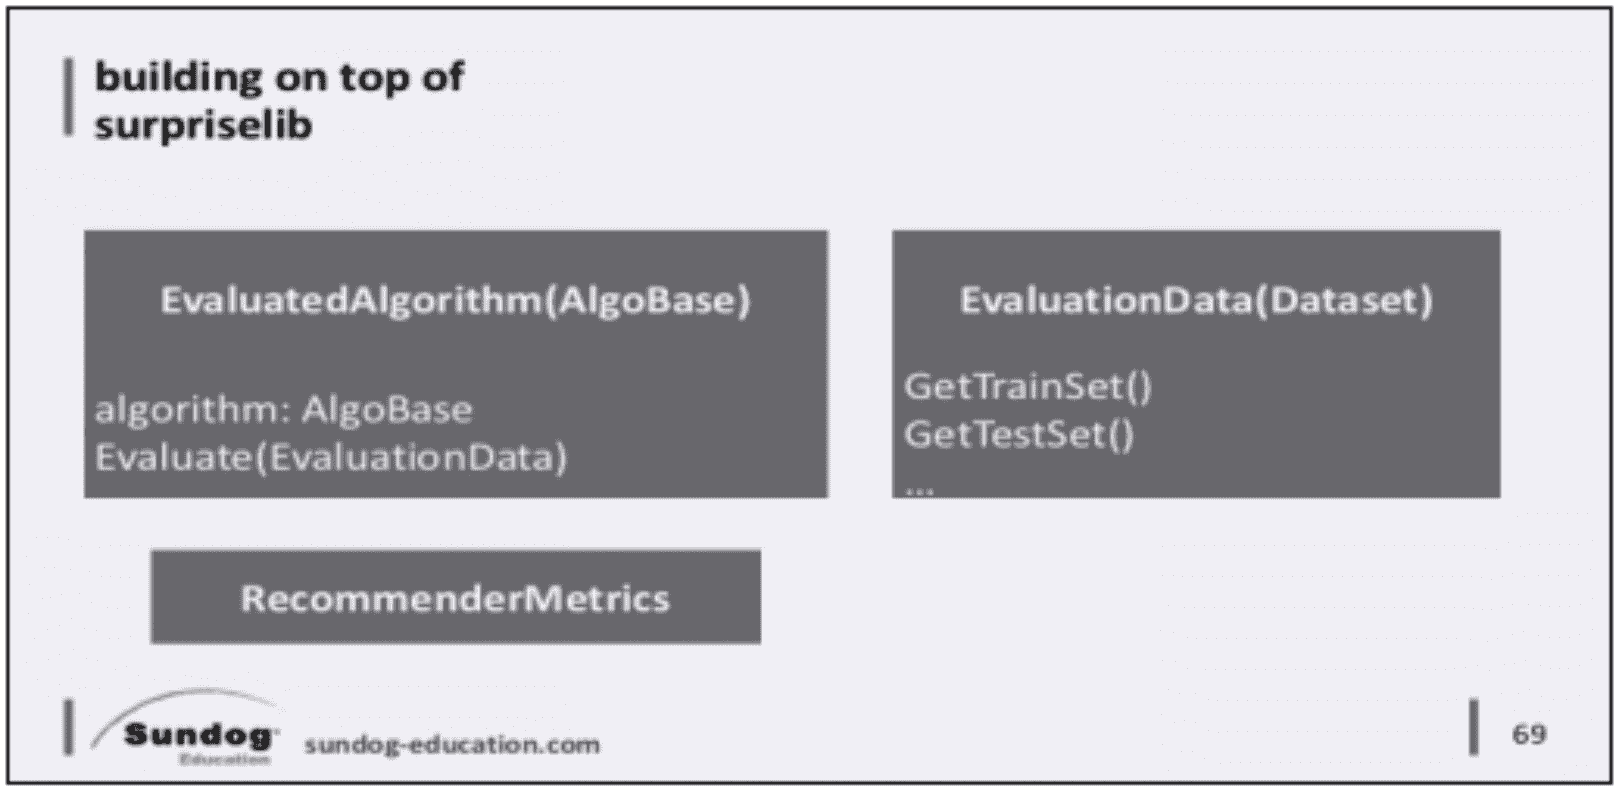 building on top of
surpriselib
EvaluatedAlgorithm(AlgoBase)
algorithm: AlgoBase
Evaluate(EvaluationData)
EvaluationData(Dataset)
GetTrainSet()
GetTestSet()
...
RecommenderMetrics
Sundog
Education
sundog-education.com
69